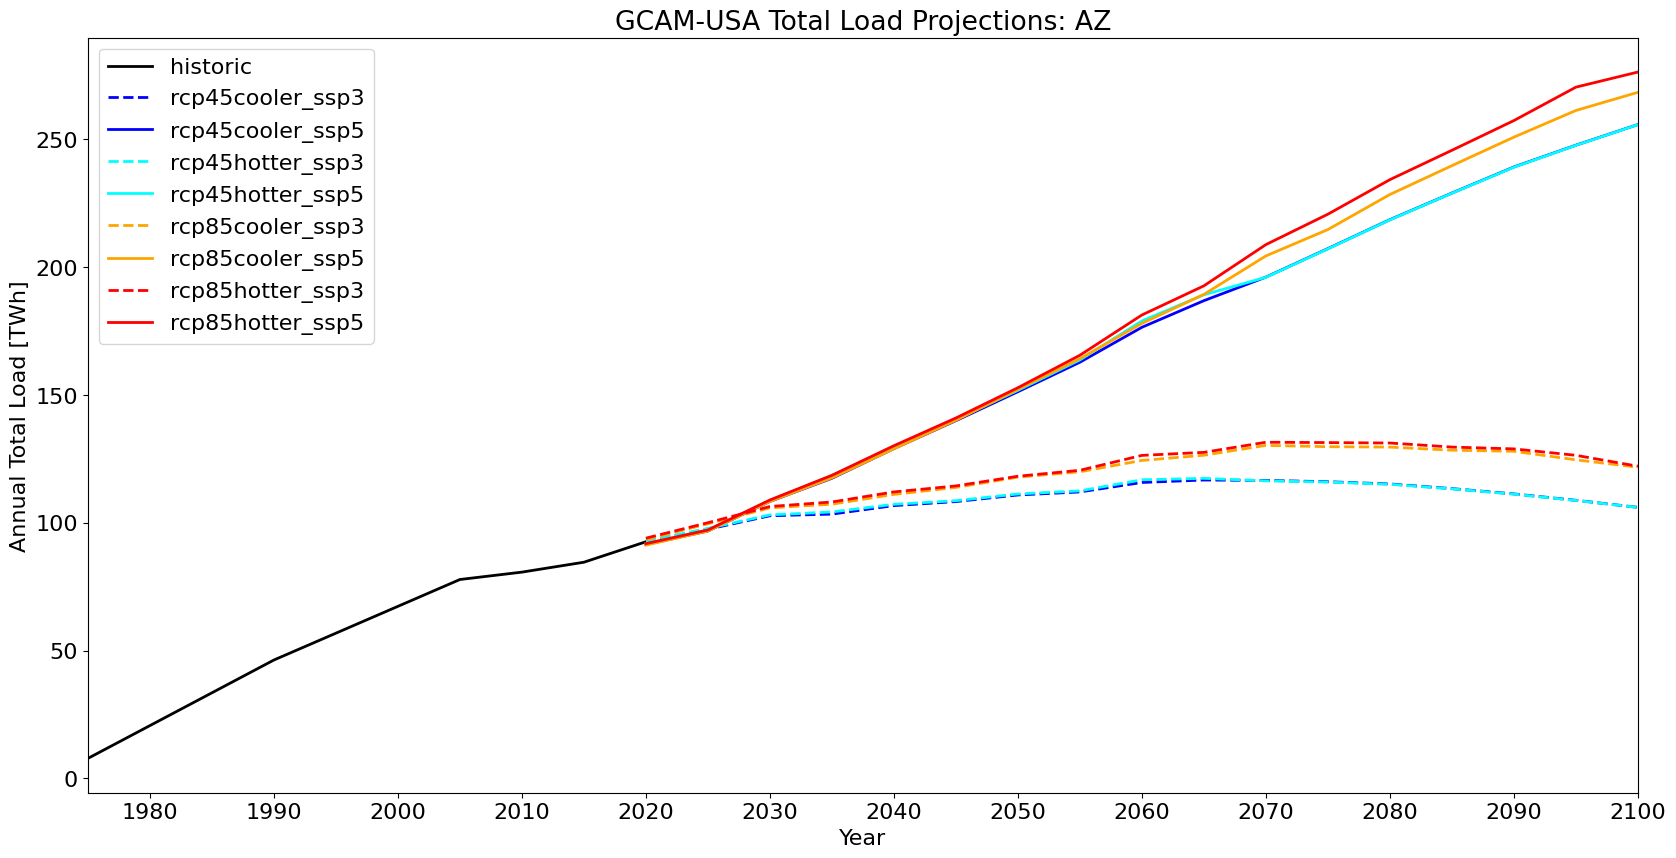 GCAM-USA Total Load Projections: AZ
historic
rcp45cooler_ssp3
rcp45cooler_ssp5
rcp45hotter_ssp3
rcp45hotter_ssp5
rcp85cooler_ssp3
rcp85cooler_ssp5
rcp85hotter_ssp3
rcp85hotter_ssp5
Annual Total Load [TWh]
250
200
150
100
50
0
1980 1990 2000 2010 2020 2030 2040 2050 2060 2070 2080 2090 2100
Year